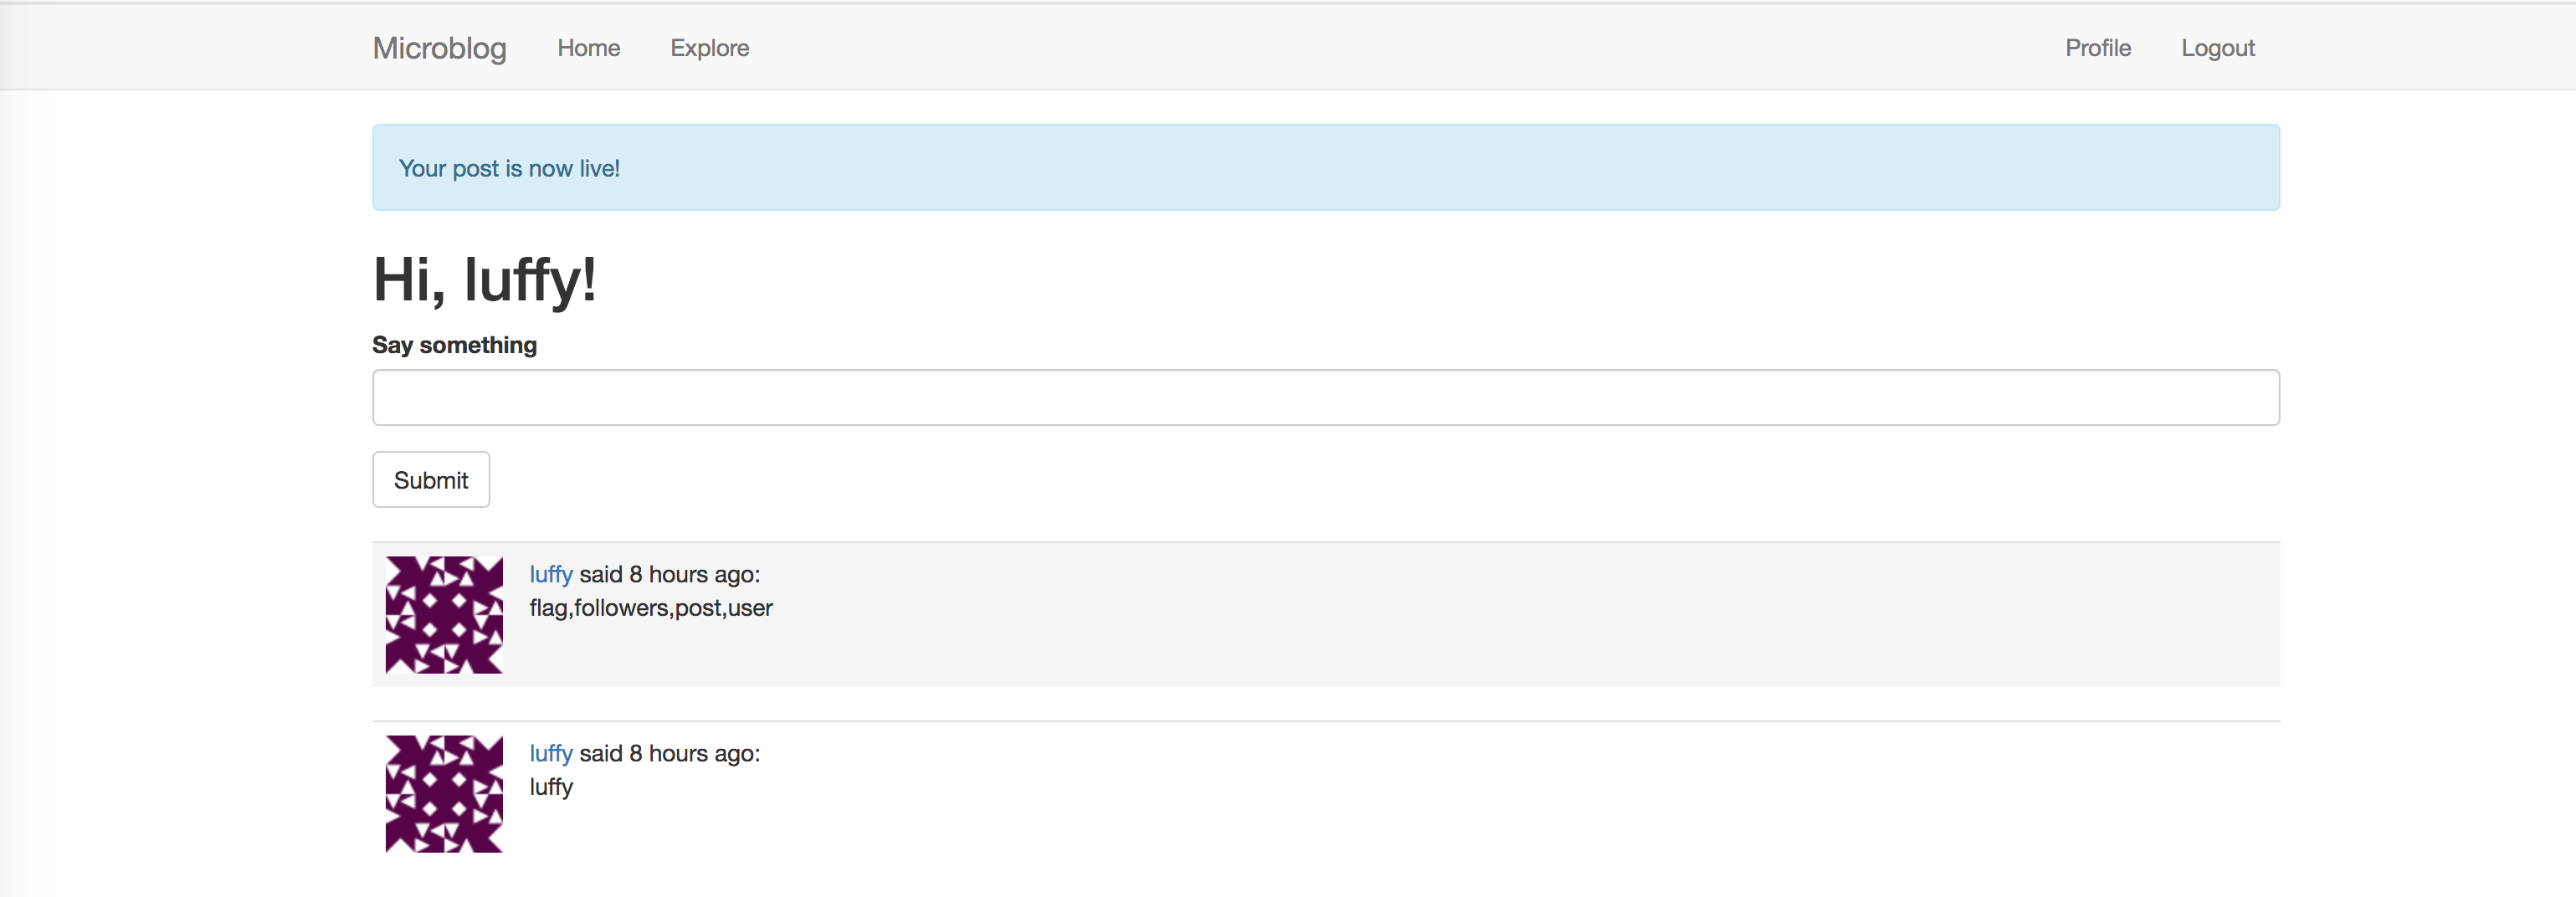 Microblog Home Explore Profile Logout
Your post is now live!
Hi, luffy!
Say something
Submit
luffy said 8 hours ago:
flag,followers,post,user
luffy said 8 hours ago:
luffy